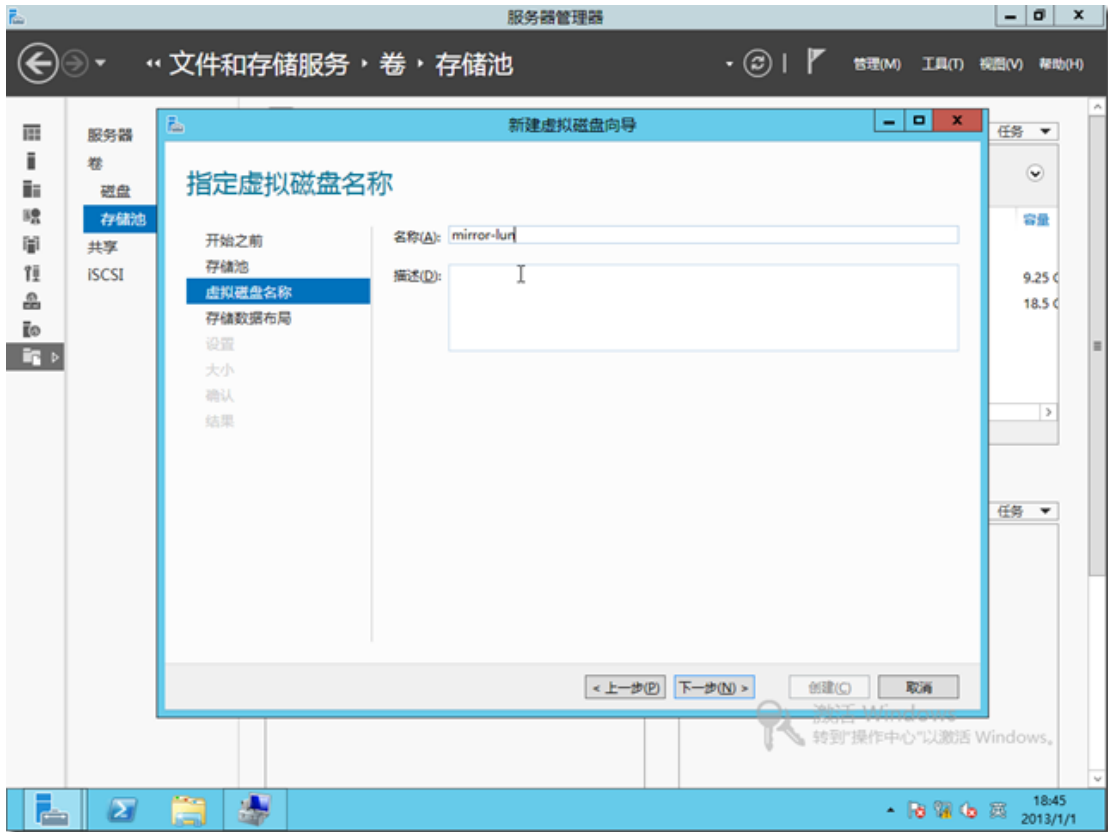 服务器管理器
文件和存储服务 · 卷 · 存储池
管理(M) 工具(T) 视图(V) 帮助(H)
新建虚拟磁盘向导
任务
服务器
卷
磁盘
存储池
共享
iSCSI
容量
9.25
18.5
指定虚拟磁盘名称
开始之前
存储池
虚拟磁盘名称
存储数据布局
设置
大小
确认
结果
名称(A): mirror-lun
描述(D):
任务
< 上一步(P) 下一步(N) > 创建(C) 取消
激活 Windows
转到"操作中心"以激活 Windows。
英
18:45
2013/1/1